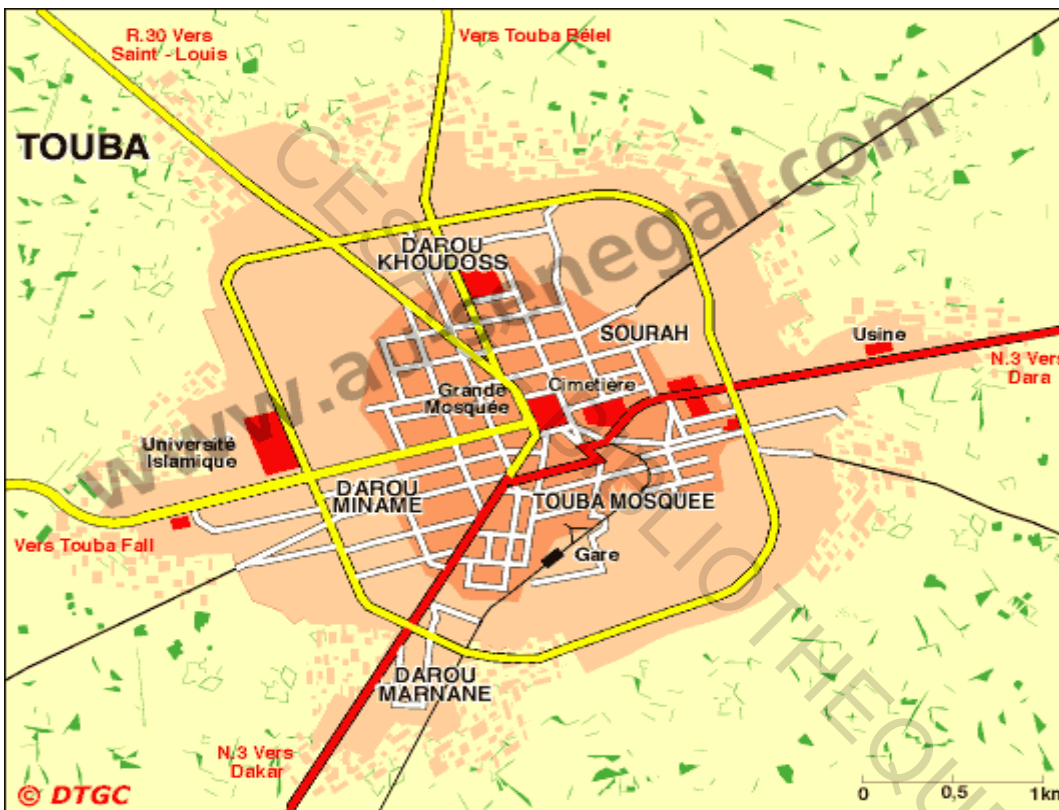 R.30 Vers
Saint - Louis
Vers Touba Bélel
TOUBA
DAROU
KHOUDOSS
SOURAH
Usine
N.3 Vers
Dara
Grande
Mosquée
Cimetière
Université
Islamique
DAROU
MINAME
TOUBA MOSQUEE
Vers Touba Fall
Gare
DAROU
MARNANE
N.3 Vers
Dakar
© DTGC
0 0,5 1km
www.au-senegal.com
BIBLIOTHEQUE